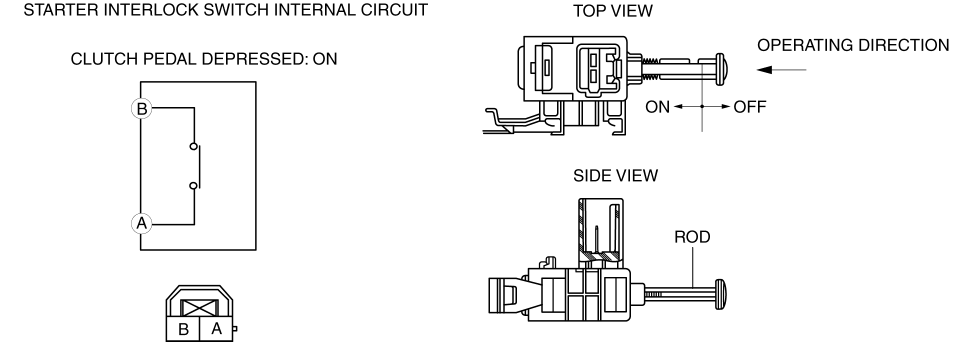 STARTER INTERLOCK SWITCH INTERNAL CIRCUIT
CLUTCH PEDAL DEPRESSED: ON
B
A
B A
TOP VIEW
OPERATING DIRECTION
ON OFF
SIDE VIEW
ROD